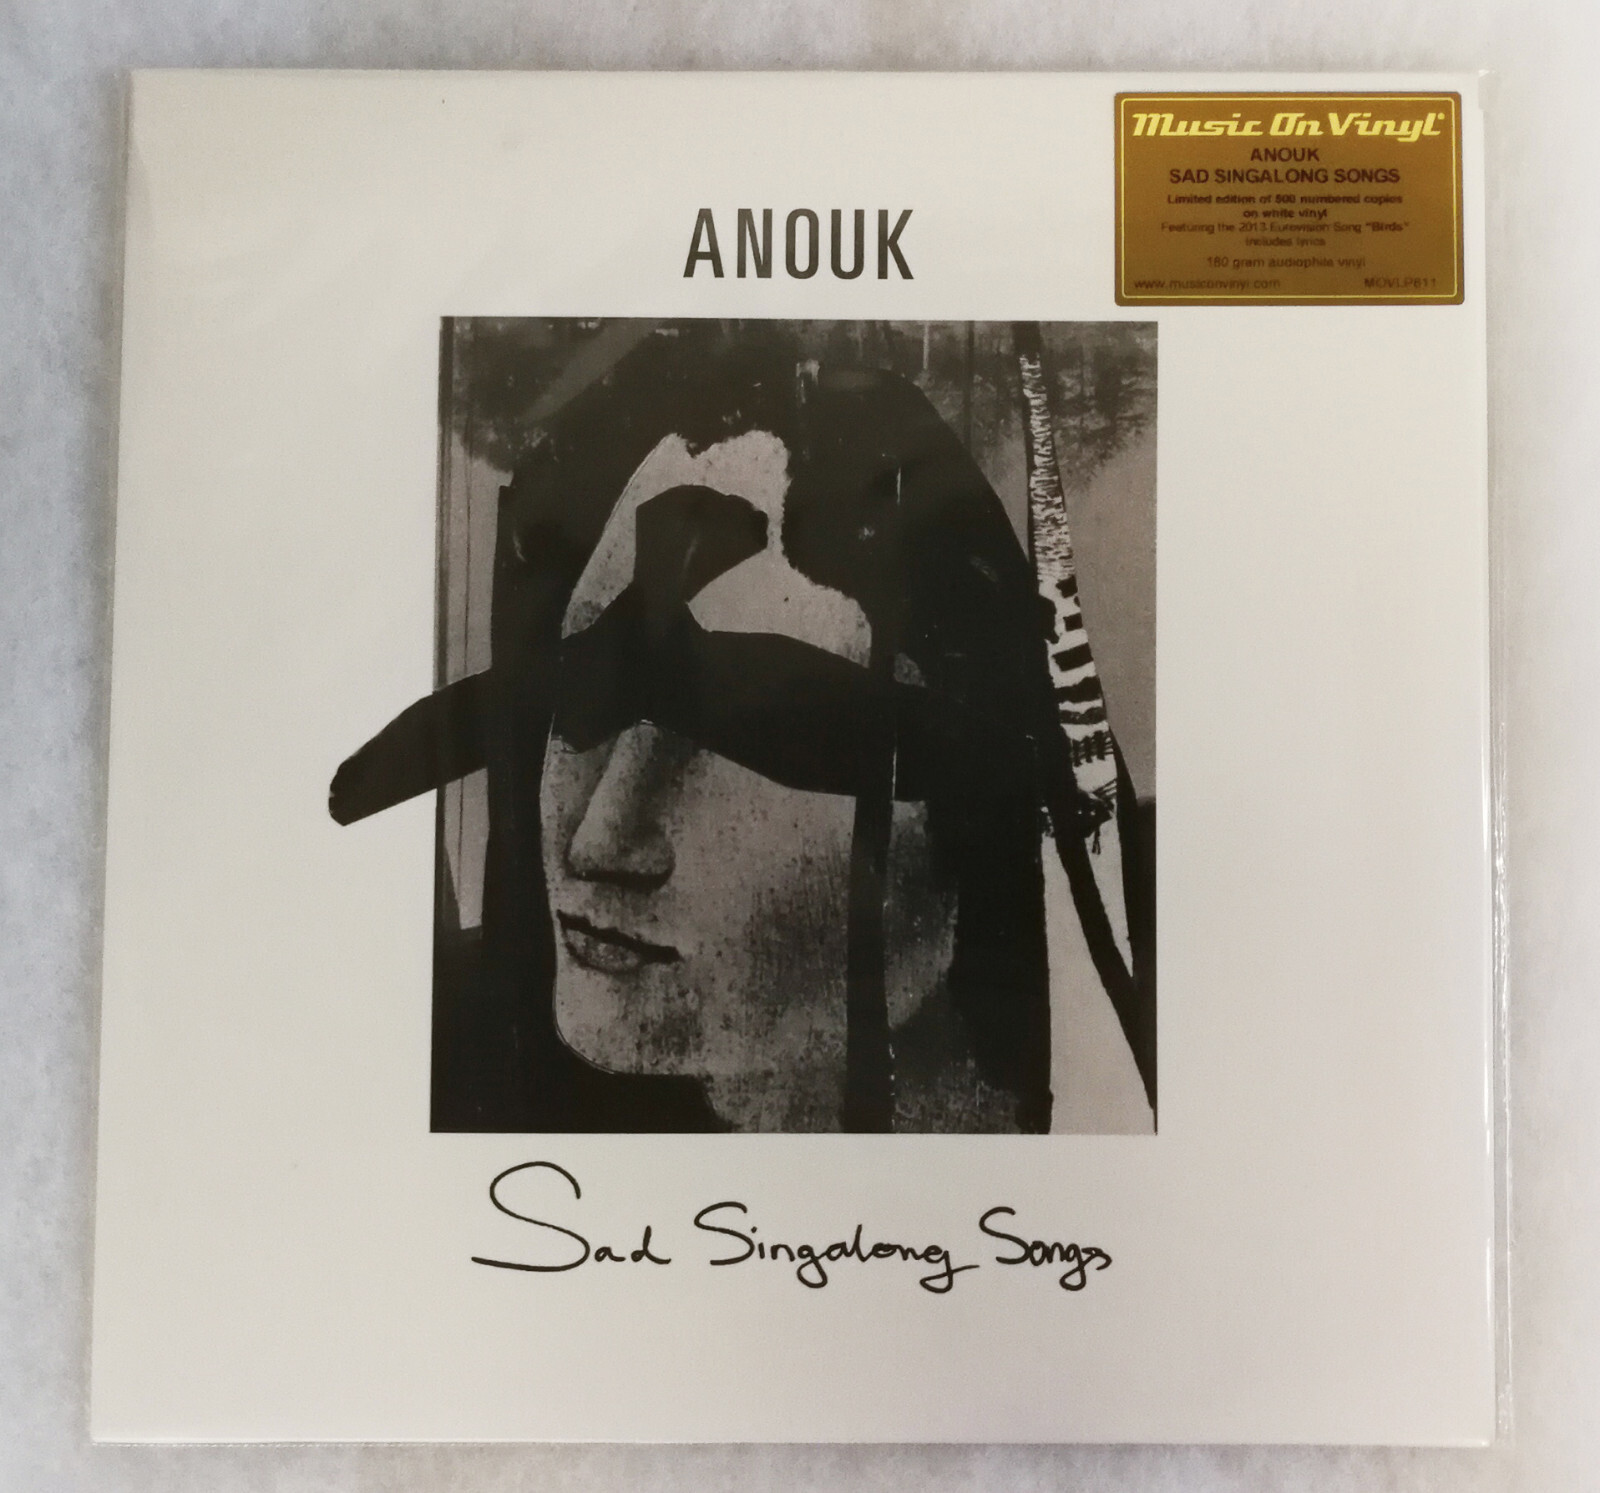 Music On Vinyl
ANOUK
SAD SINGALONG SONGS
Limited edition of 500 numbered copies
on white vinyl
Featuring the 2013 Eurovision Song "Birds"
Includes lyrics
180 gram audiophile vinyl
www.musiconvinyl.com MOVLP811
ANOUK
Sad Singalong Songs